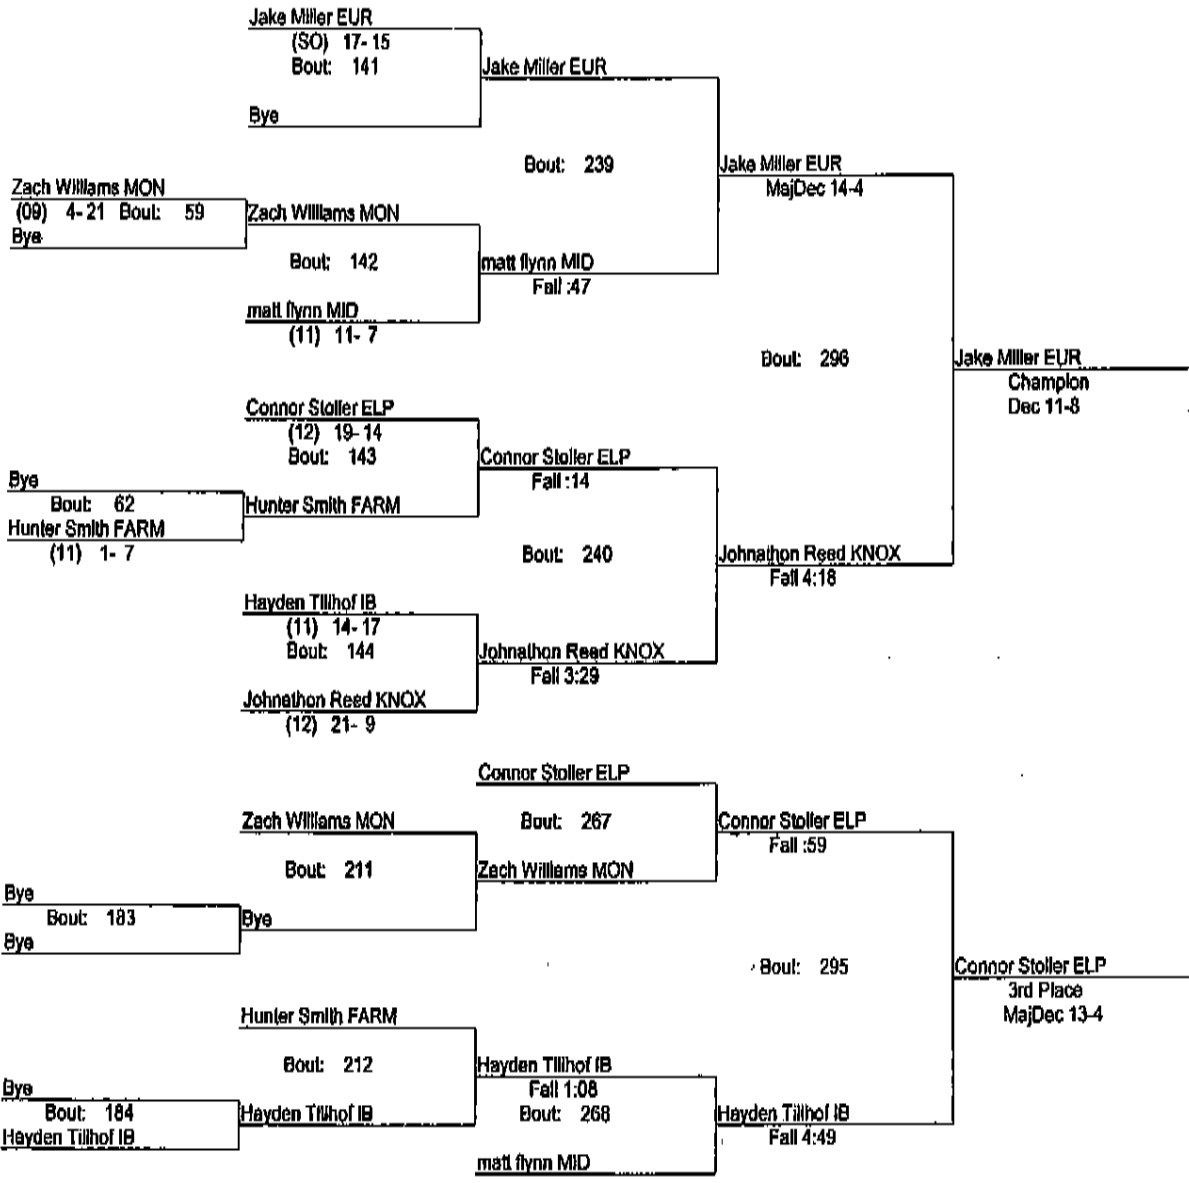 Jake Miller EUR
(SO) 17- 15
Bout: 141
Jake Miller EUR
Bye
Bout: 239
Jake Miller EUR
MajDec 14-4
Zach Williams MON
(09) 4- 21 Bout: 59
Bye
Zach Williams MON
Bout: 142
matt flynn MID
Fall :47
matt flynn MID
(11) 11- 7
Bout: 296
Jake Miller EUR
Champion
Dec 11-8
Connor Stoller ELP
(12) 19- 14
Bout: 143
Connor Stoller ELP
Fall :14
Bye
Bout: 62
Hunter Smith FARM
Hunter Smith FARM
(11) 1- 7
Bout: 240
Johnathon Reed KNOX
Fall 4:18
Hayden Tillhof IB
(11) 14- 17
Bout: 144
Johnathon Reed KNOX
Fall 3:29
Johnathon Reed KNOX
(12) 21- 9
Connor Stoller ELP
Zach Williams MON
Bout: 267
Connor Stoller ELP
Fall :59
Bout: 211
Zach Williams MON
Bye
Bout: 183
Bye
Bye
Bout: 295
Connor Stoller ELP
3rd Place
MajDec 13-4
Hunter Smith FARM
Bout: 212
Hayden Tillhof IB
Fall 1:08
Bye
Bout: 184
Hayden Tillhof IB
Bout: 268
Hayden Tillhof IB
Fall 4:49
Hayden Tillhof IB
matt flynn MID